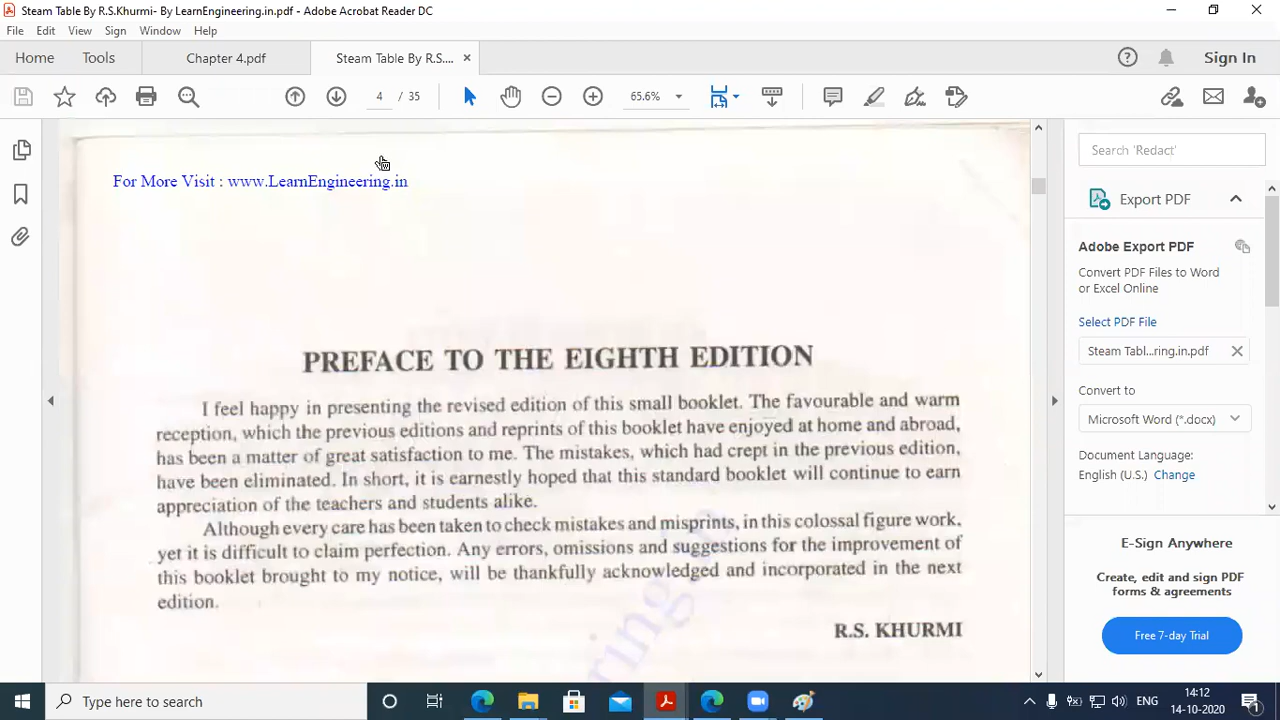 Steam Table By R.S.Khurmi- By LearnEngineering.in.pdf - Adobe Acrobat Reader DC
File Edit View Sign Window Help
Home Tools Chapter 4.pdf Steam Table By R.S.... × Sign In
4 / 35 65.6%
For More Visit : www.LearnEngineering.in
PREFACE TO THE EIGHTH EDITION
I feel happy in presenting the revised edition of this small booklet. The favourable and warm
reception, which the previous editions and reprints of this booklet have enjoyed at home and abroad,
has been a matter of great satisfaction to me. The mistakes, which had crept in the previous edition,
have been eliminated. In short, it is earnestly hoped that this standard booklet will continue to earn
appreciation of the teachers and students alike.
Although every care has been taken to check mistakes and misprints, in this colossal figure work,
yet it is difficult to claim perfection. Any errors, omissions and suggestions for the improvement of
this booklet brought to my notice, will be thankfully acknowledged and incorporated in the next
edition.
R.S. KHURMI
ering.in
Search 'Redact'
Export PDF
Adobe Export PDF
Convert PDF Files to Word
or Excel Online
Select PDF File
Steam Tabl...ring.in.pdf
Convert to
Microsoft Word (*.docx)
Document Language:
English (U.S.) Change
E-Sign Anywhere
Create, edit and sign PDF
forms & agreements
Free 7-day Trial
Type here to search
ENG
14:12
14-10-2020
1